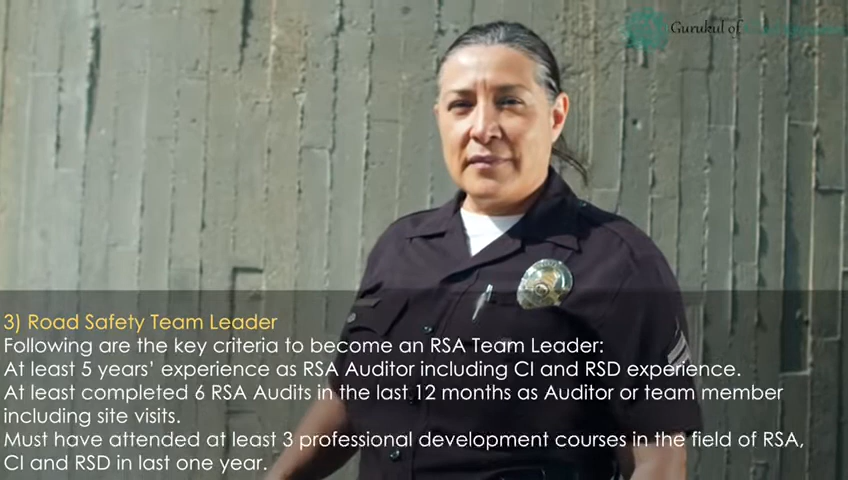 Gurukul of
3) Road Safety Team Leader
Following are the key criteria to become an RSA Team Leader:
At least 5 years’ experience as RSA Auditor including CI and RSD experience.
At least completed 6 RSA Audits in the last 12 months as Auditor or team member
including site visits.
Must have attended at least 3 professional development courses in the field of RSA,
CI and RSD in last one year.